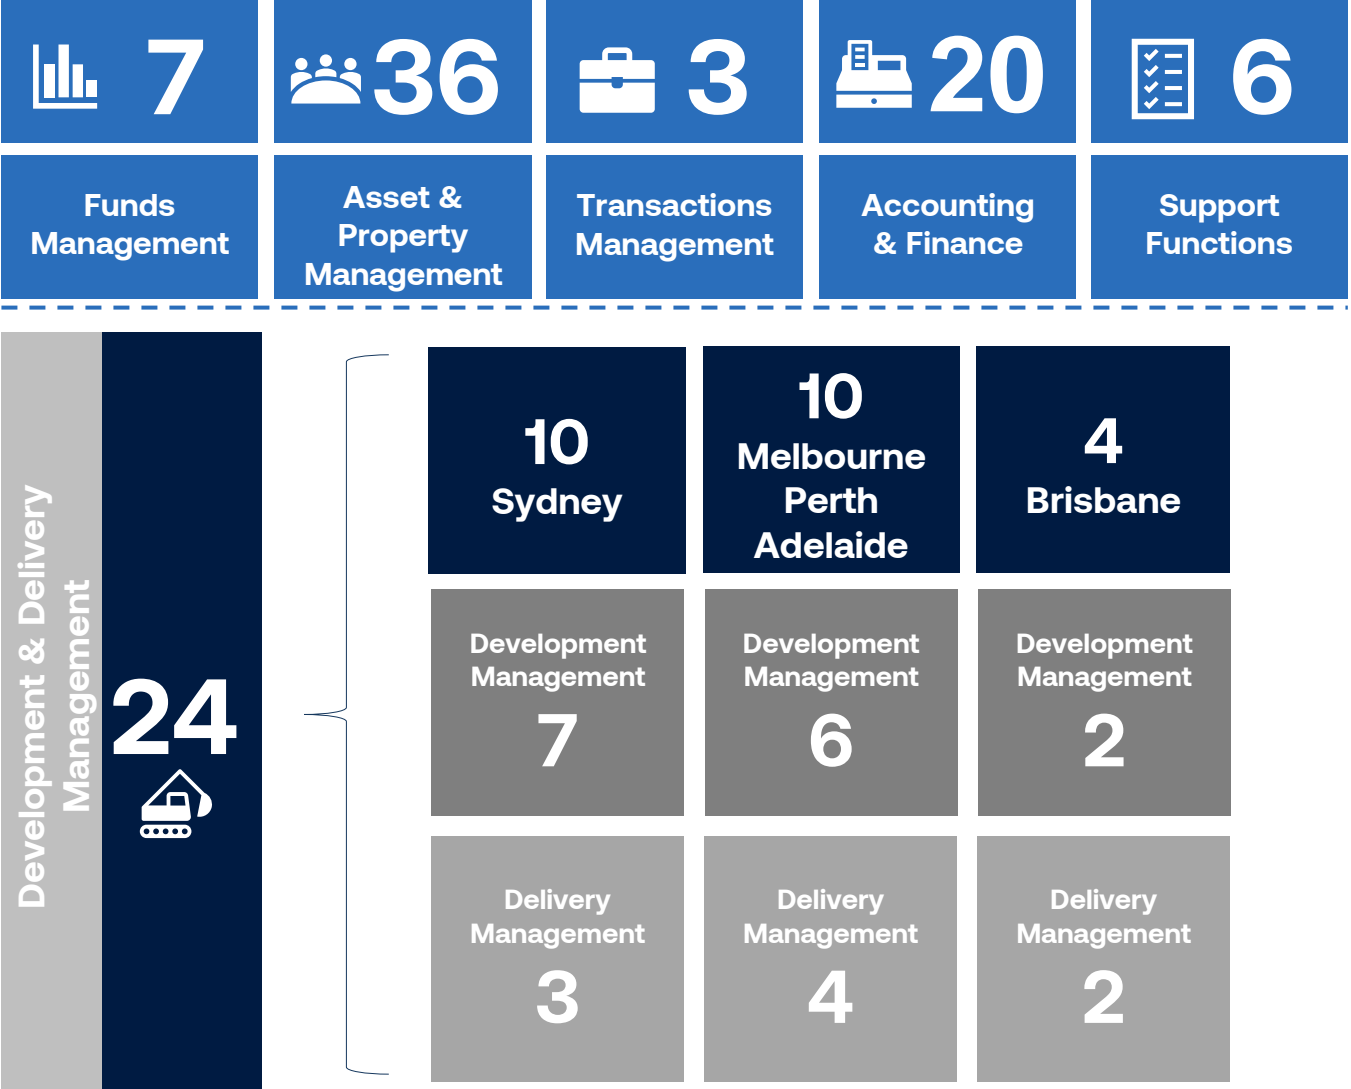 7
36
3
20
6
Funds
Management
Asset &
Property
Management
Transactions
Management
Accounting
& Finance
Support
Functions
Development & Delivery
Management
24
10
Sydney
10
Melbourne
Perth
Adelaide
4
Brisbane
Development
Management
7
Development
Management
6
Development
Management
2
Delivery
Management
3
Delivery
Management
4
Delivery
Management
2